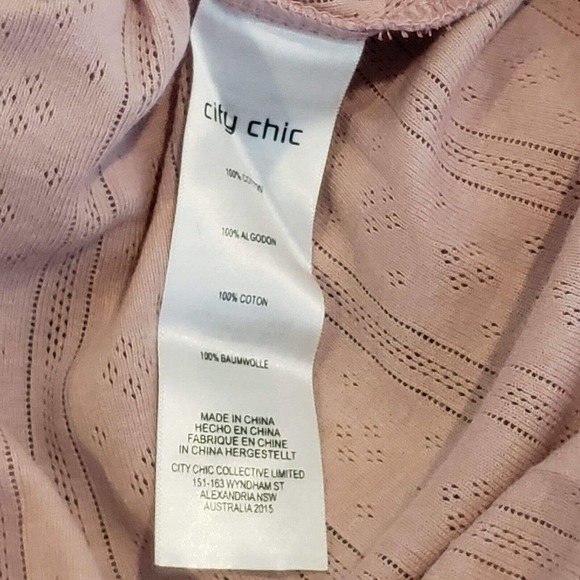 city chic
100% COTTON
100% ALGODON
100% COTON
100% BAUMWOLLE
MADE IN CHINA
HECHO EN CHINA
FABRIQUE EN CHINE
IN CHINA HERGESTELLT
CITY CHIC COLLECTIVE LIMITED
151-163 WYNDHAM ST
ALEXANDRIA NSW
AUSTRALIA 2015